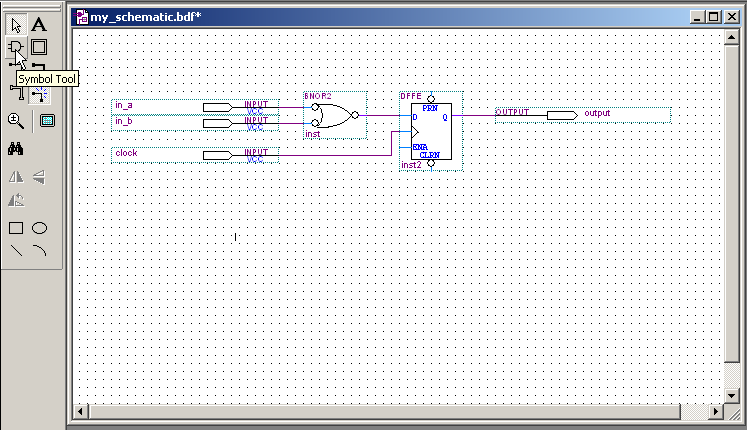 my_schematic.bdf*
A
Symbol Tool
in_a
INPUT
VCC
in_b
INPUT
VCC
clock
INPUT
VCC
BNOR2
inst
DFFE
PRN
D
Q
ENA
CLRN
inst2
OUTPUT
output